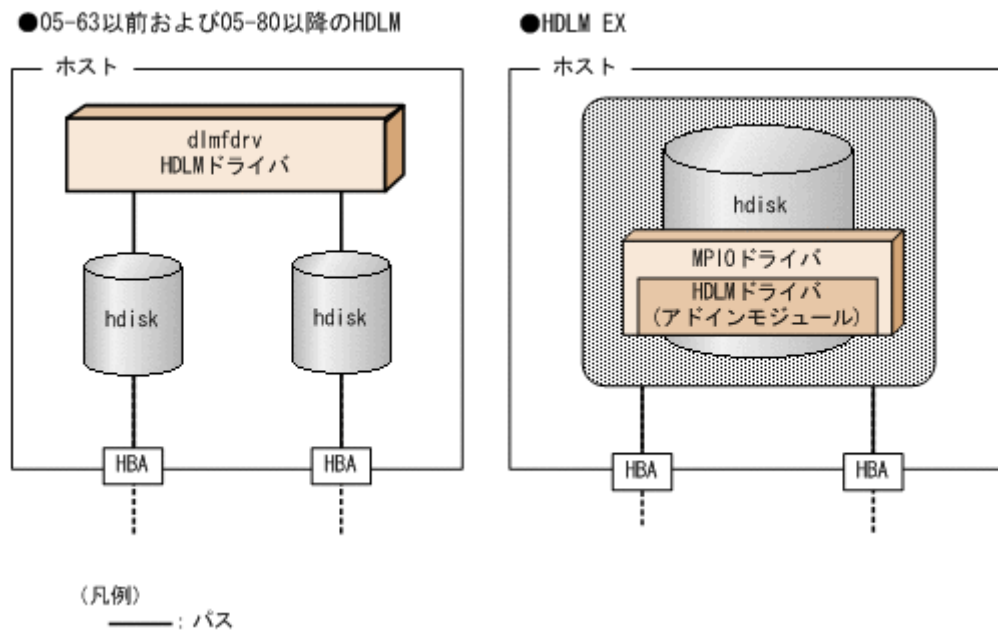 ●05-63以前および05-80以降のHDLM
ホスト
dlmfdrv
HDLMドライバ
hdisk
hdisk
HBA
HBA
●HDLM EX
ホスト
hdisk
MPIOドライバ
HDLMドライバ
(アドインモジュール)
HBA
HBA
(凡例)
: パス